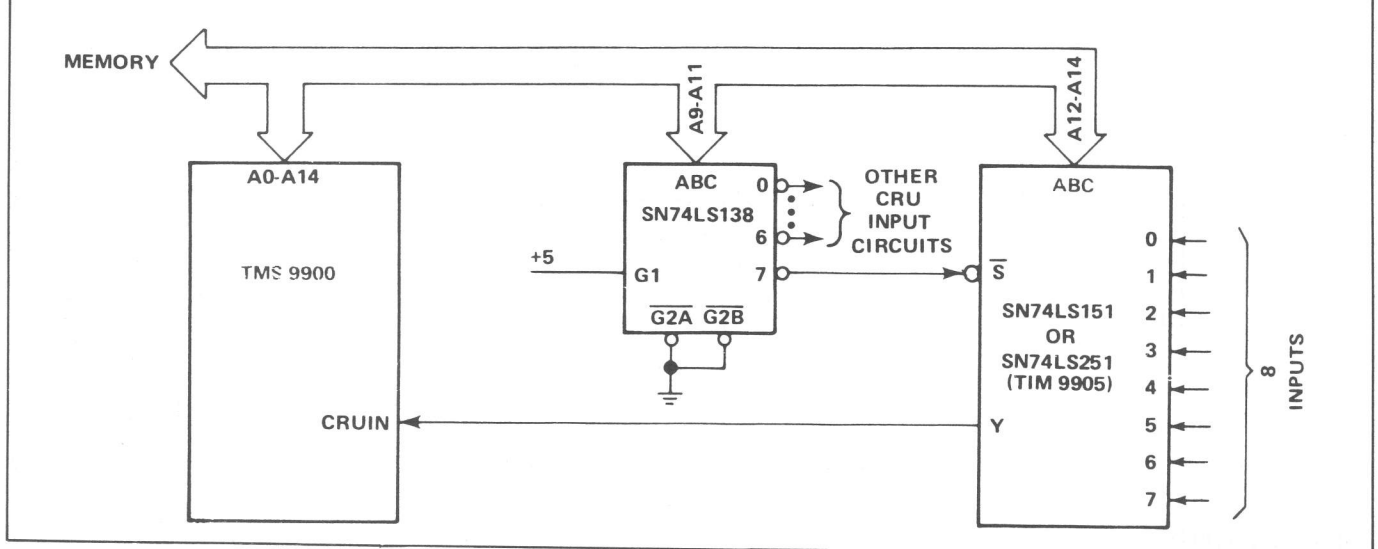 MEMORY
A9-A11
A12-A14
A0-A14
TMS 9900
CRUIN
ABC
SN74LS138
0
6
7
+5
G1
G2A G2B
OTHER
CRU
INPUT
CIRCUITS
ABC
S
SN74LS151
OR
SN74LS251
(TIM 9905)
Y
0
1
2
3
4
5
6
7
8
INPUTS